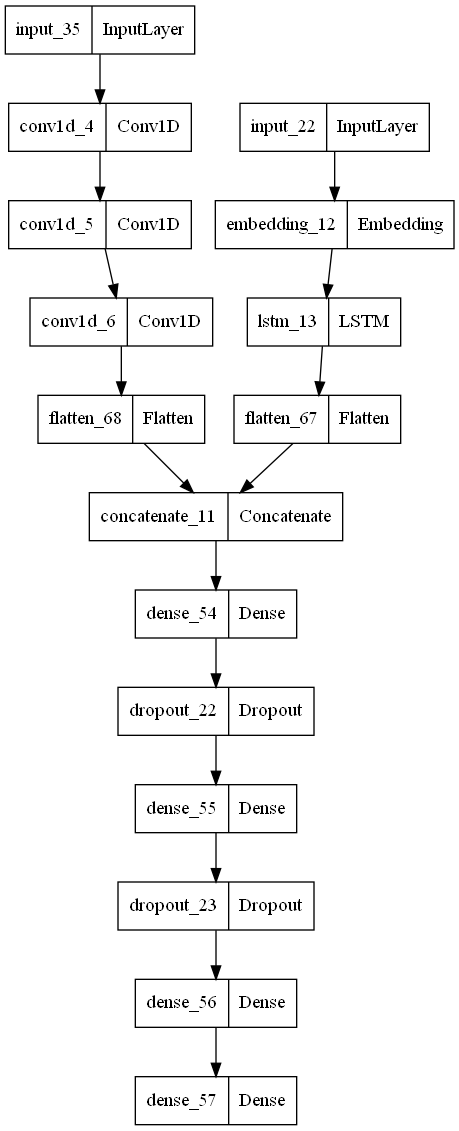 input_35 InputLayer
conv1d_4 Conv1D
input_22 InputLayer
conv1d_5 Conv1D
embedding_12 Embedding
conv1d_6 Conv1D
lstm_13 LSTM
flatten_68 Flatten
flatten_67 Flatten
concatenate_11 Concatenate
dense_54 Dense
dropout_22 Dropout
dense_55 Dense
dropout_23 Dropout
dense_56 Dense
dense_57 Dense